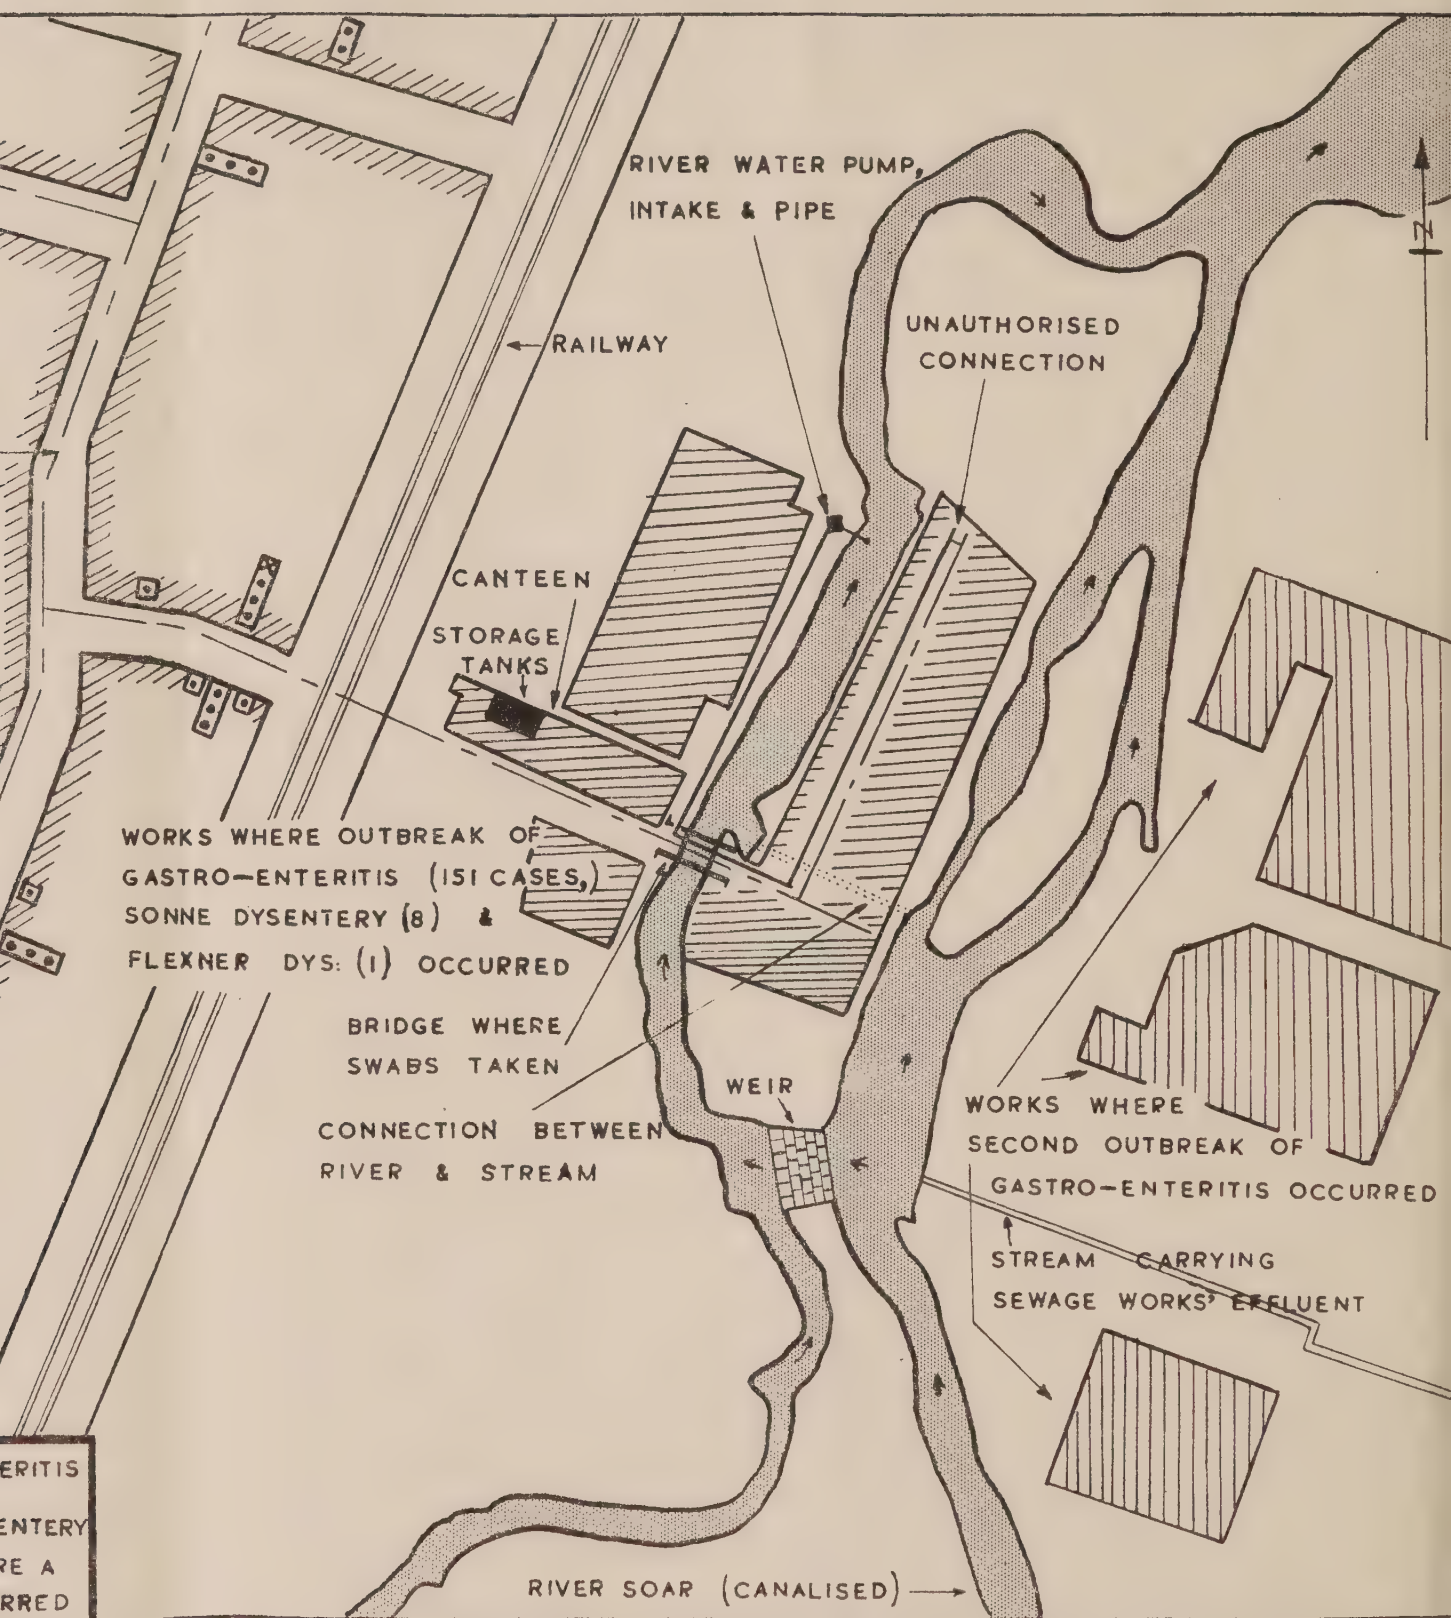 RIVER WATER PUMP,
INTAKE & PIPE
N
UNAUTHORISED
CONNECTION
RAILWAY
CANTEEN
STORAGE
TANKS
WORKS WHERE OUTBREAK OF
GASTRO-ENTERITIS (151 CASES,)
SONNE DYSENTERY (8) &
FLEXNER DYS: (1) OCCURRED
BRIDGE WHERE
SWABS TAKEN
WEIR
CONNECTION BETWEEN
RIVER & STREAM
WORKS WHERE
SECOND OUTBREAK OF
GASTRO-ENTERITIS OCCURRED
STREAM CARRYING
SEWAGE WORKS' EFFLUENT
ERITIS
ENTERY
RE A
RRED
RIVER SOAR (CANALISED)